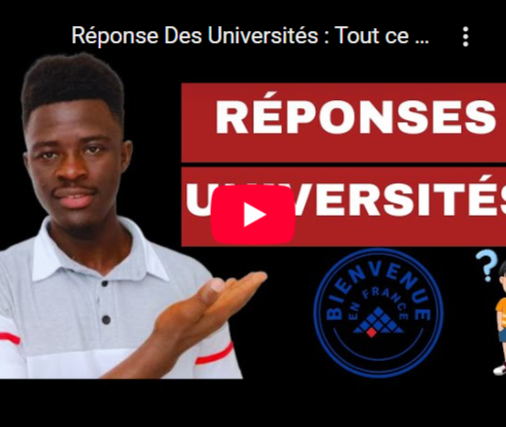 Réponse Des Universités : Tout ce ...
RÉPONSES
UNIVERSITÉS
BIENVENUE
EN FRANCE
?